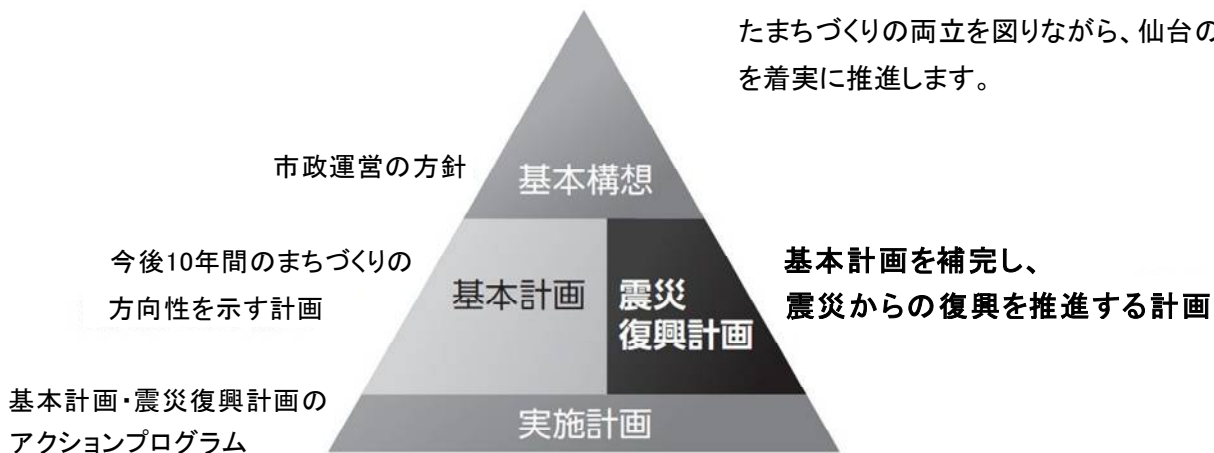 たまちづくりの両立を図りながら、仙台の
を着実に推進します。
市政運営の方針
基本構想
今後10年間のまちづくりの
方向性を示す計画
基本計画
震災
復興計画
基本計画を補完し、
震災からの復興を推進する計画
基本計画・震災復興計画の
アクションプログラム
実施計画